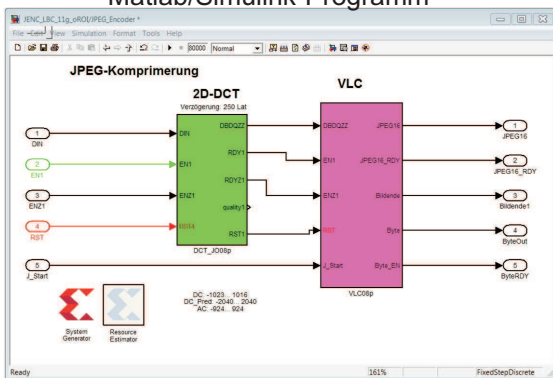 Matlab/Simulink-Programm
JENC_LBC_11g_oROI/JPEG_Encoder *
File Edit View Simulation Format Tools Help
80000 Normal
JPEG-Komprimerung
2D-DCT
Verzögerung: 250 Lat
VLC
1
DIN
2
EN1
3
ENZ1
4
RST
5
J_Start
DIN
EN1
ENZ1
RST4
DBDQZZ
RDY1
RDYZ1
quality1
RST1
DCT_JO08p
DBDQZZ
EN1
ENZ1
RST
J_Start
JPEG16
JPEG16_RDY
Bildende
Byte
Byte_EN
VLC08p
1
JPEG16
2
JPEG16_RDY
3
Bildende1
4
ByteOut
5
ByteRDY
System
Generator
Resource
Estimator
DC: -1023.. 1016
DC_Pred: -2040.. 2040
AC: -924.. 924
Ready
161%
FixedStepDiscrete